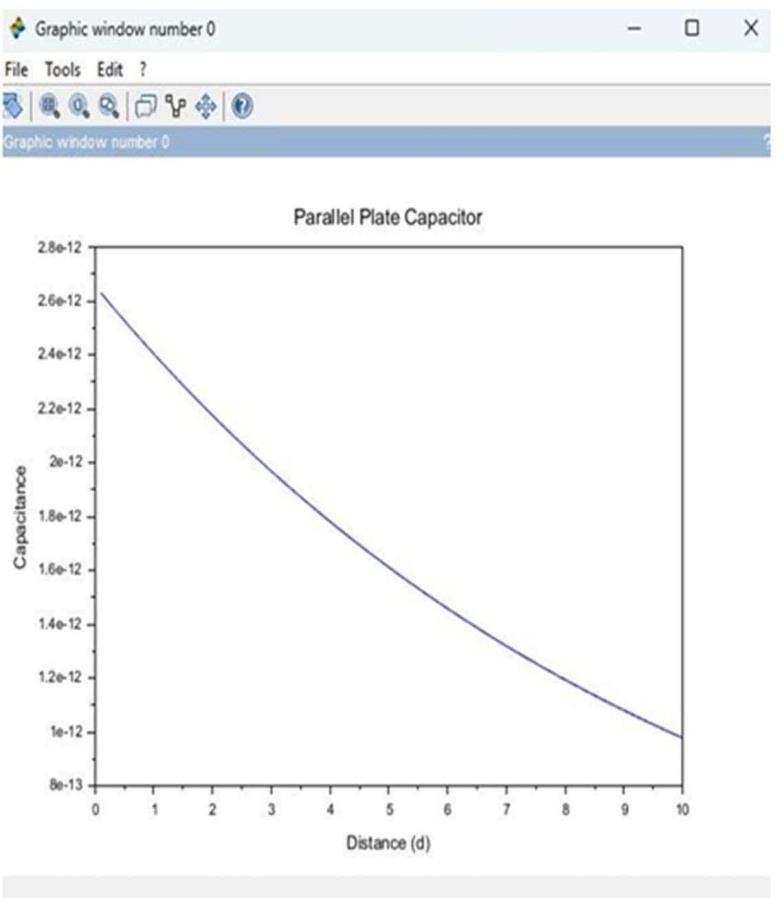 Graphic window number 0
File Tools Edit ?
Graphic window number 0 ?
Parallel Plate Capacitor
2.8e-12
2.6e-12
2.4e-12
2.2e-12
2e-12
1.8e-12
1.6e-12
1.4e-12
1.2e-12
1e-12
8e-13
Capacitance
0 1 2 3 4 5 6 7 8 9 10
Distance (d)